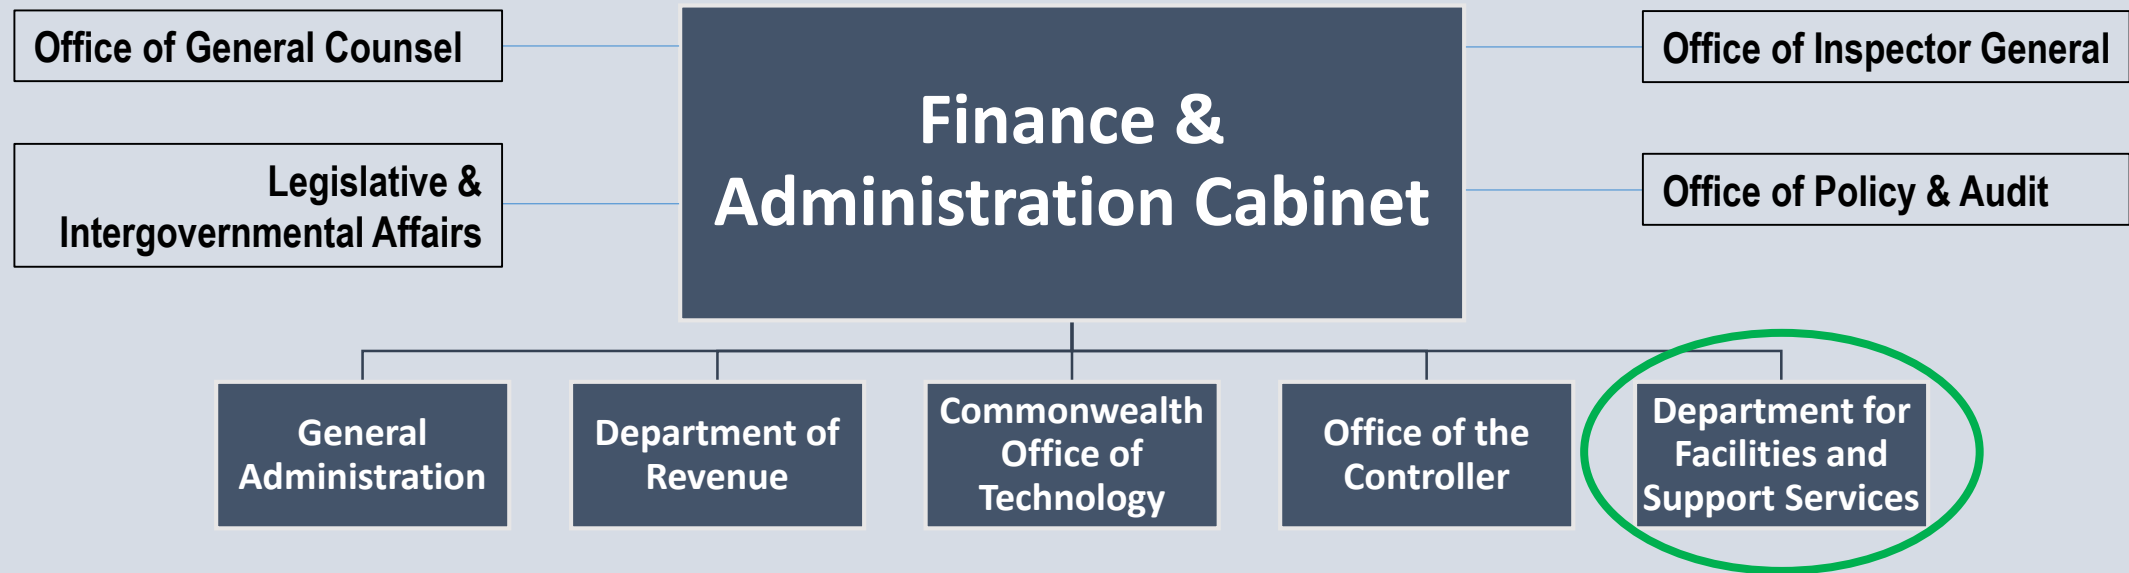 Office of General Counsel
Legislative &
Intergovernmental Affairs
Finance &
Administration Cabinet
Office of Inspector General
Office of Policy & Audit
General
Administration
Department of
Revenue
Commonwealth
Office of
Technology
Office of the
Controller
Department for
Facilities and
Support Services